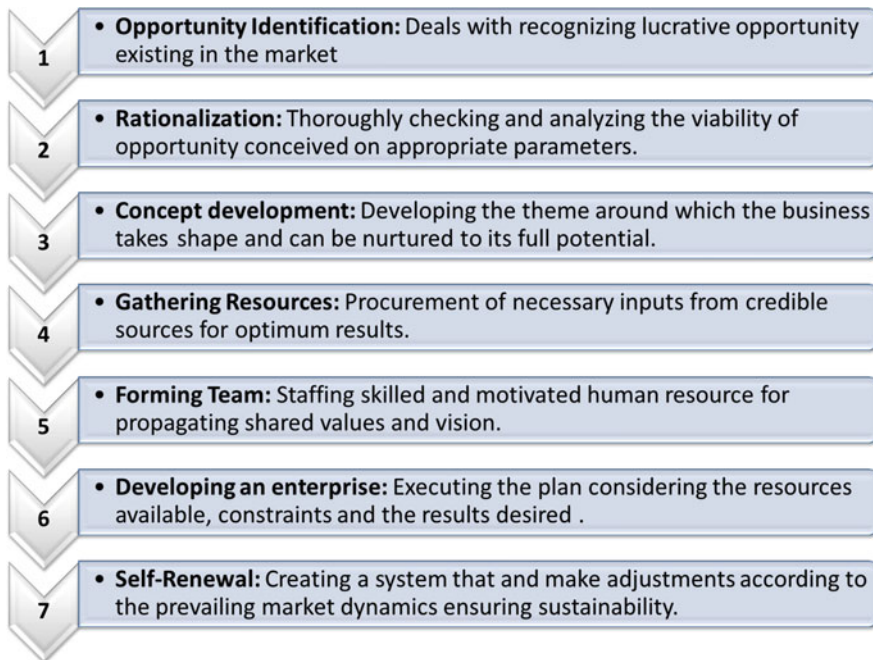 1
• Opportunity Identification: Deals with recognizing lucrative opportunity
existing in the market
2
• Rationalization: Thoroughly checking and analyzing the viability of
opportunity conceived on appropriate parameters.
3
• Concept development: Developing the theme around which the business
takes shape and can be nurtured to its full potential.
4
• Gathering Resources: Procurement of necessary inputs from credible
sources for optimum results.
5
• Forming Team: Staffing skilled and motivated human resource for
propagating shared values and vision.
6
• Developing an enterprise: Executing the plan considering the resources
available, constraints and the results desired .
7
• Self-Renewal: Creating a system that and make adjustments according to
the prevailing market dynamics ensuring sustainability.